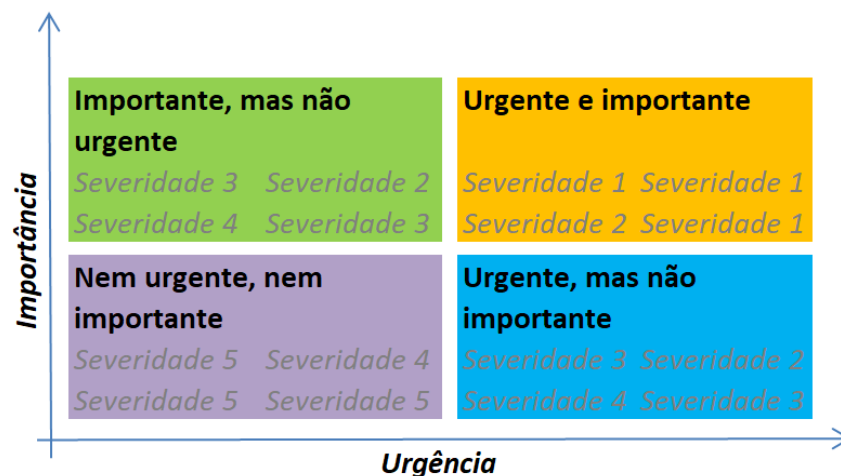 Importância
Importante, mas não
urgente
Severidade 3 Severidade 2
Severidade 4 Severidade 3
Urgente e importante
Severidade 1 Severidade 1
Severidade 2 Severidade 1
Nem urgente, nem
importante
Severidade 5 Severidade 4
Severidade 5 Severidade 5
Urgente, mas não
importante
Severidade 3 Severidade 2
Severidade 4 Severidade 3
Urgência